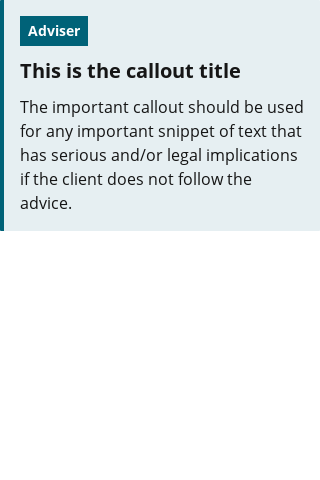 Adviser
This is the callout title
The important callout should be used
for any important snippet of text that
has serious and/or legal implications
if the client does not follow the
advice.